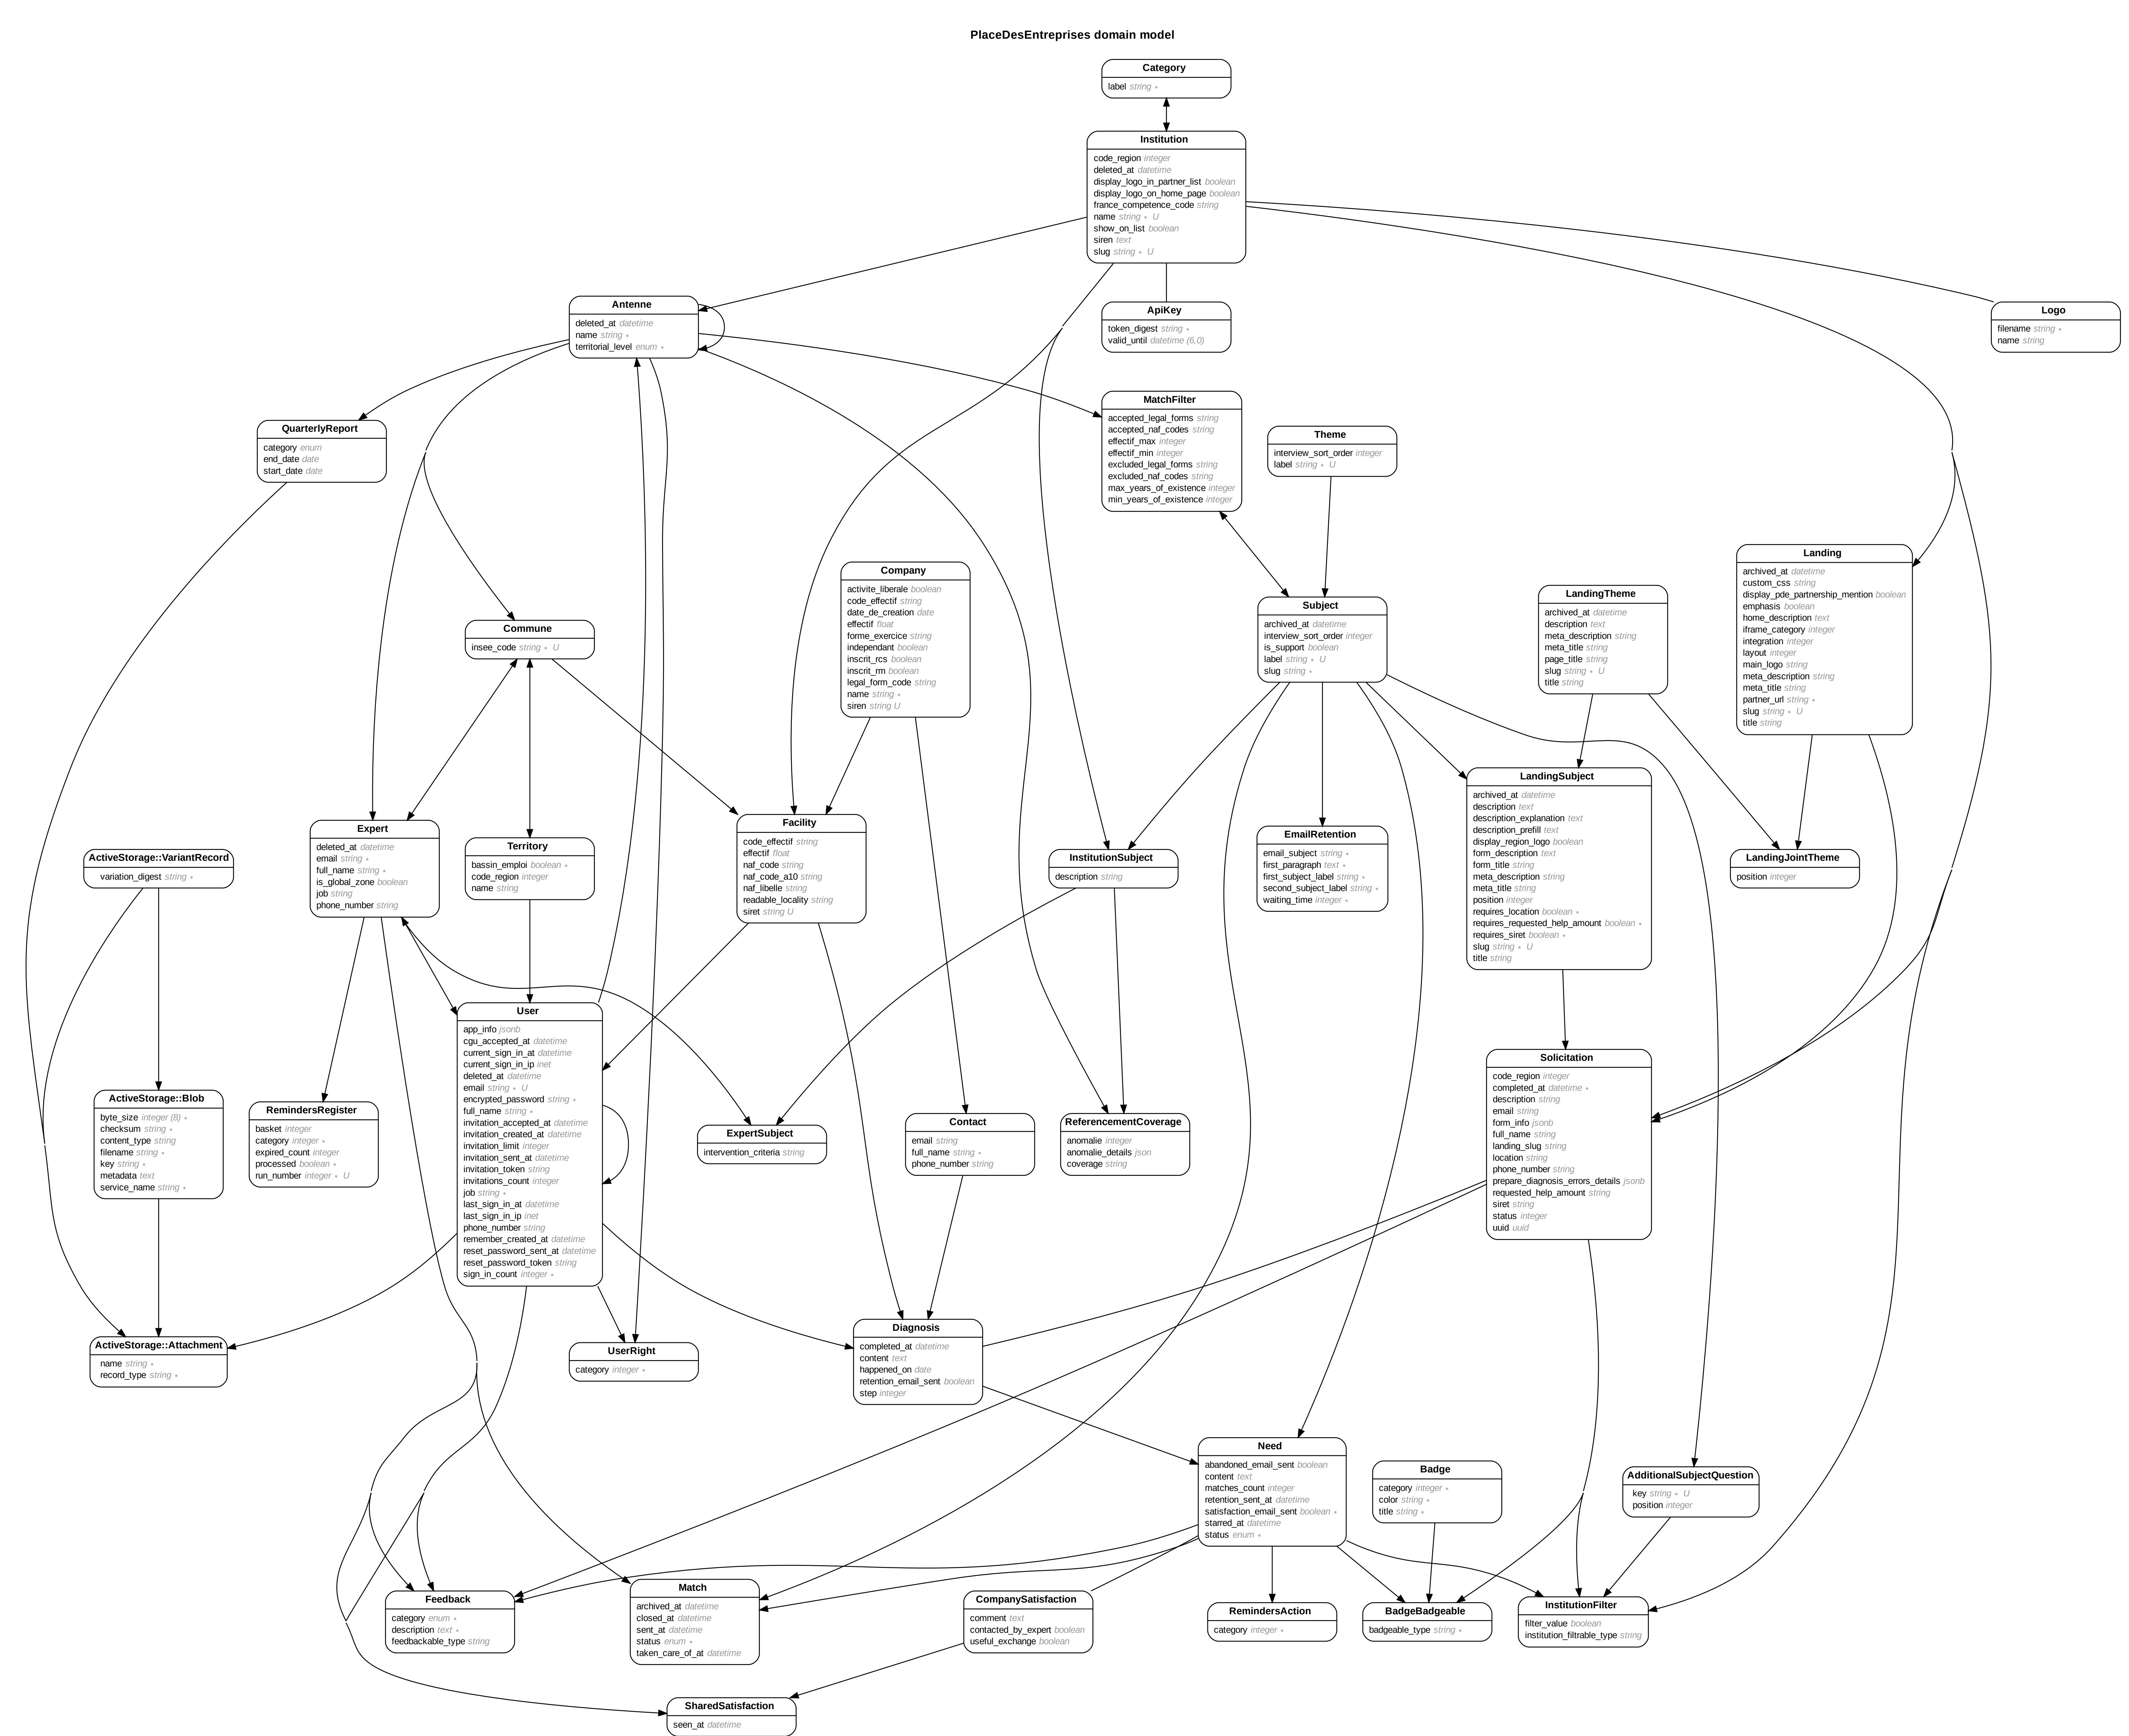 PlaceDesEntreprises domain model
Category
label string ∗
Institution
code_region integer
deleted_at datetime
display_logo_in_partner_list boolean
display_logo_on_home_page boolean
france_competence_code string
name string ∗ U
show_on_list boolean
siren text
slug string ∗ U
Antenne
deleted_at datetime
name string ∗
territorial_level enum ∗
ApiKey
token_digest string ∗
valid_until datetime (6,0)
Logo
filename string ∗
name string
QuarterlyReport
category enum
end_date date
start_date date
MatchFilter
accepted_legal_forms string
accepted_naf_codes string
effectif_max integer
effectif_min integer
excluded_legal_forms string
excluded_naf_codes string
max_years_of_existence integer
min_years_of_existence integer
Theme
interview_sort_order integer
label string ∗ U
Company
activite_liberale boolean
code_effectif string
date_de_creation date
effectif float
forme_exercice string
independant boolean
inscrit_rcs boolean
inscrit_rm boolean
legal_form_code string
name string ∗
siren string U
Landing
archived_at datetime
custom_css string
display_pde_partnership_mention boolean
emphasis boolean
home_description text
iframe_category integer
integration integer
layout integer
main_logo string
meta_description string
meta_title string
partner_url string ∗
slug string ∗ U
title string
LandingTheme
archived_at datetime
description text
meta_description string
meta_title string
page_title string
slug string ∗ U
title string
Subject
archived_at datetime
interview_sort_order integer
is_support boolean
label string ∗ U
slug string ∗
Commune
insee_code string ∗ U
LandingSubject
archived_at datetime
description text
description_explanation text
description_prefill text
display_region_logo boolean
form_description text
form_title string
meta_description string
meta_title string
position integer
requires_location boolean ∗
requires_requested_help_amount boolean ∗
requires_siret boolean ∗
slug string ∗ U
title string
Facility
code_effectif string
effectif float
naf_code string
naf_code_a10 string
naf_libelle string
readable_locality string
siret string U
Expert
deleted_at datetime
email string ∗
full_name string ∗
is_global_zone boolean
job string
phone_number string
EmailRetention
email_subject string ∗
first_paragraph text ∗
first_subject_label string ∗
second_subject_label string ∗
waiting_time integer ∗
Territory
bassin_emploi boolean ∗
code_region integer
name string
ActiveStorage::VariantRecord
variation_digest string ∗
InstitutionSubject
description string
LandingJointTheme
position integer
User
app_info jsonb
cgu_accepted_at datetime
current_sign_in_at datetime
current_sign_in_ip inet
deleted_at datetime
email string ∗ U
encrypted_password string ∗
full_name string ∗
invitation_accepted_at datetime
invitation_created_at datetime
invitation_limit integer
invitation_sent_at datetime
invitation_token string
invitations_count integer
job string ∗
last_sign_in_at datetime
last_sign_in_ip inet
phone_number string
remember_created_at datetime
reset_password_sent_at datetime
reset_password_token string
sign_in_count integer ∗
Solicitation
code_region integer
completed_at datetime ∗
description string
email string
form_info jsonb
full_name string
landing_slug string
location string
phone_number string
prepare_diagnosis_errors_details jsonb
requested_help_amount string
siret string
status integer
uuid uuid
ActiveStorage::Blob
byte_size integer (8) ∗
checksum string ∗
content_type string
filename string ∗
key string ∗
metadata text
service_name string ∗
RemindersRegister
basket integer
category integer ∗
expired_count integer
processed boolean ∗
run_number integer ∗ U
ExpertSubject
intervention_criteria string
Contact
email string
full_name string ∗
phone_number string
ReferencementCoverage
anomalie integer
anomalie_details json
coverage string
Diagnosis
completed_at datetime
content text
happened_on date
retention_email_sent boolean
step integer
ActiveStorage::Attachment
name string ∗
record_type string ∗
UserRight
category integer ∗
Need
abandoned_email_sent boolean
content text
matches_count integer
retention_sent_at datetime
satisfaction_email_sent boolean ∗
starred_at datetime
status enum ∗
Badge
category integer ∗
color string ∗
title string ∗
AdditionalSubjectQuestion
key string ∗ U
position integer
Match
archived_at datetime
closed_at datetime
sent_at datetime
status enum ∗
taken_care_of_at datetime
Feedback
category enum ∗
description text ∗
feedbackable_type string
CompanySatisfaction
comment text
contacted_by_expert boolean
useful_exchange boolean
RemindersAction
category integer ∗
BadgeBadgeable
badgeable_type string ∗
InstitutionFilter
filter_value boolean
institution_filtrable_type string
SharedSatisfaction
seen_at datetime